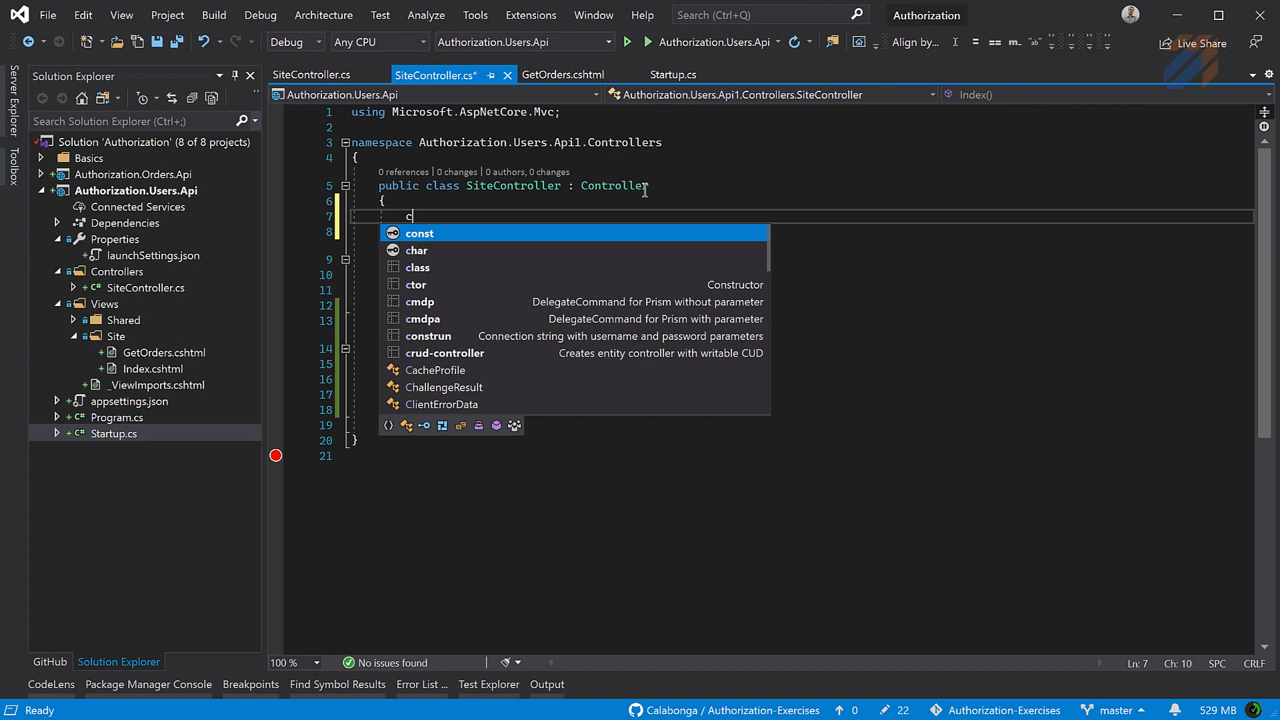 File Edit View Project Build Debug Architecture Test Analyze Tools Extensions Window Help Search (Ctrl+Q) Authorization
Debug Any CPU Authorization.Users.Api Authorization.Users.Api Align by... Live Share
Server Explorer
Toolbox
Solution Explorer
Search Solution Explorer (Ctrl+;)
Solution 'Authorization' (8 of 8 projects)
Basics
Authorization.Orders.Api
Authorization.Users.Api
Connected Services
Dependencies
Properties
launchSettings.json
Controllers
SiteController.cs
Views
Shared
Site
GetOrders.cshtml
Index.cshtml
_ViewImports.cshtml
appsettings.json
Program.cs
Startup.cs
GitHub Solution Explorer
SiteController.cs SiteController.cs* GetOrders.cshtml Startup.cs
Authorization.Users.Api Authorization.Users.Api1.Controllers.SiteController Index()
1 using Microsoft.AspNetCore.Mvc;
2
3 namespace Authorization.Users.Api1.Controllers
4 {
0 references | 0 changes | 0 authors, 0 changes
5 public class SiteController : Controller
6 {
7 c
8
9
10
11
12
13
14
15
16
17
18
19
20 }
21
const
char
class
ctor Constructor
cmdp DelegateCommand for Prism without parameter
cmdpa DelegateCommand for Prism with parameter
construn Connection string with username and password parameters
crud-controller Creates entity controller with writable CUD
CacheProfile
ChallengeResult
ClientErrorData
100 % No issues found Ln: 7 Ch: 10 SPC CRLF
CodeLens Package Manager Console Breakpoints Find Symbol Results Error List ... Test Explorer Output
Ready Calabonga / Authorization-Exercises 0 22 Authorization-Exercises master 529 MB